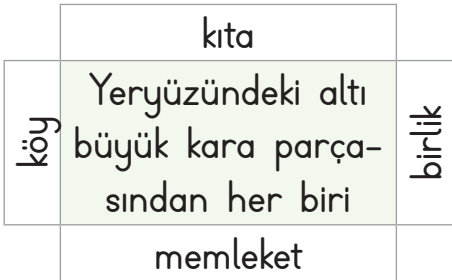 kıta
köy
Yeryüzündeki altı
büyük kara parça-
sından her biri
birlik
memleket